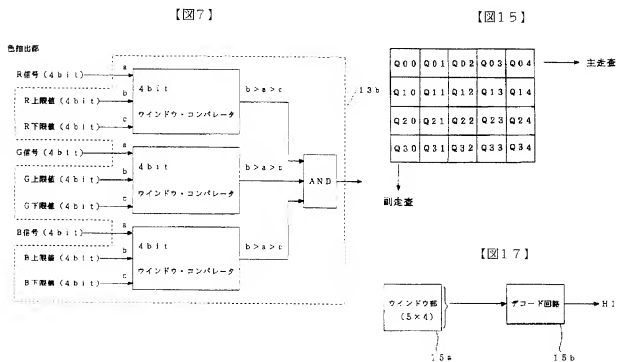 【図7】
色抽出部
R信号(4bit)
a
R上限値(4bit)
b
R下限値(4bit)
c
4bit
ウインドウ・コンパレータ
b>a>c
G信号(4bit)
a
G上限値(4bit)
b
G下限値(4bit)
c
4bit
ウインドウ・コンパレータ
b>a>c
B信号(4bit)
a
B上限値(4bit)
b
B下限値(4bit)
c
4bit
ウインドウ・コンパレータ
b>a>c
AND
13b
【図15】
Q00 Q01 Q02 Q03 Q04
Q10 Q11 Q12 Q13 Q14
Q20 Q21 Q22 Q23 Q24
Q30 Q31 Q32 Q33 Q34
主走査
副走査
【図17】
ウインドウ部
(5×4)
15a
デコード回路
15b
HI